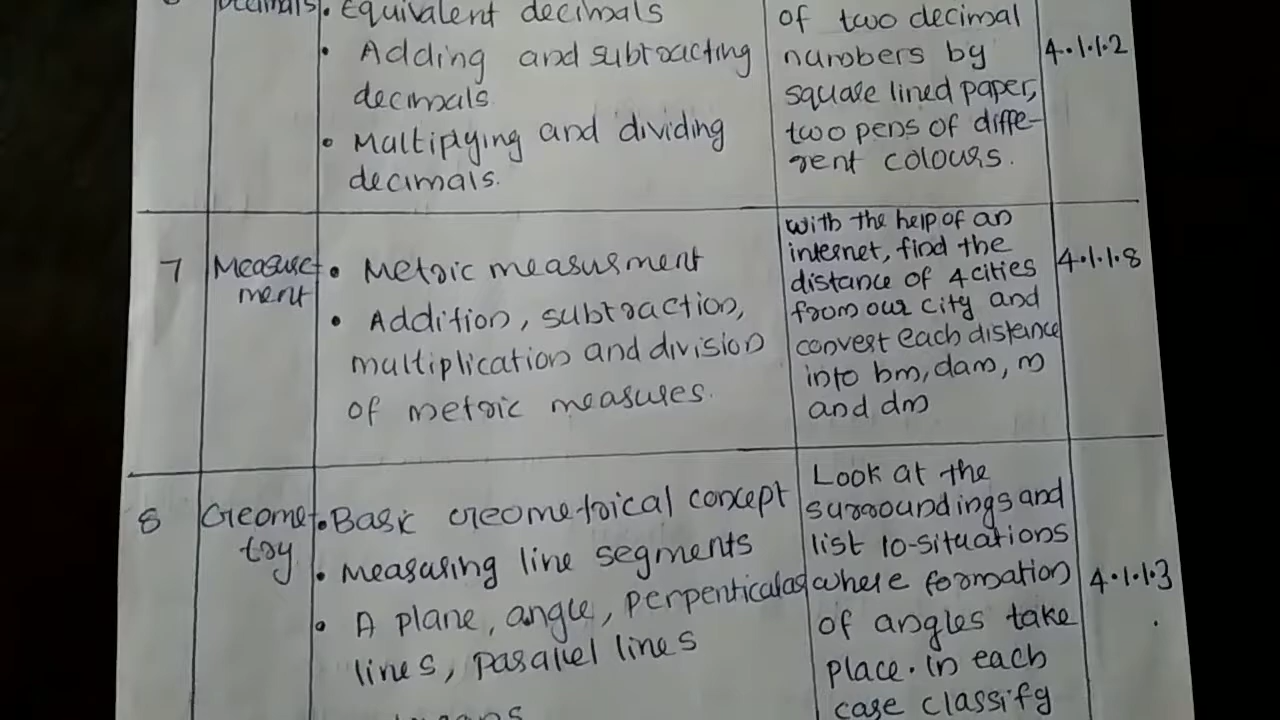 Decimals • Equivalent decimals
• Adding and subtracting
decimals
• Multiplying and dividing
decimals.
of two decimal
numbers by
square lined paper,
two pens of diffe-
rent colours.
4.1.1.2
7
Measure
ment
• Metric measurment
• Addition, subtraction,
multiplication and division
of metric measures.
with the help of an
internet, find the
distance of 4 cities
from our city and
convert each distance
into hm, dam, m
and dm
4.1.1.8
8
Geome
try
• Basic Geometrical concept
• measuring line segments
• A plane, angle, perpenticular
lines, parallel lines
Look at the
surroundings and
list 10-situations
where formation
of angles take
place. In each
case classify
4.1.1.3